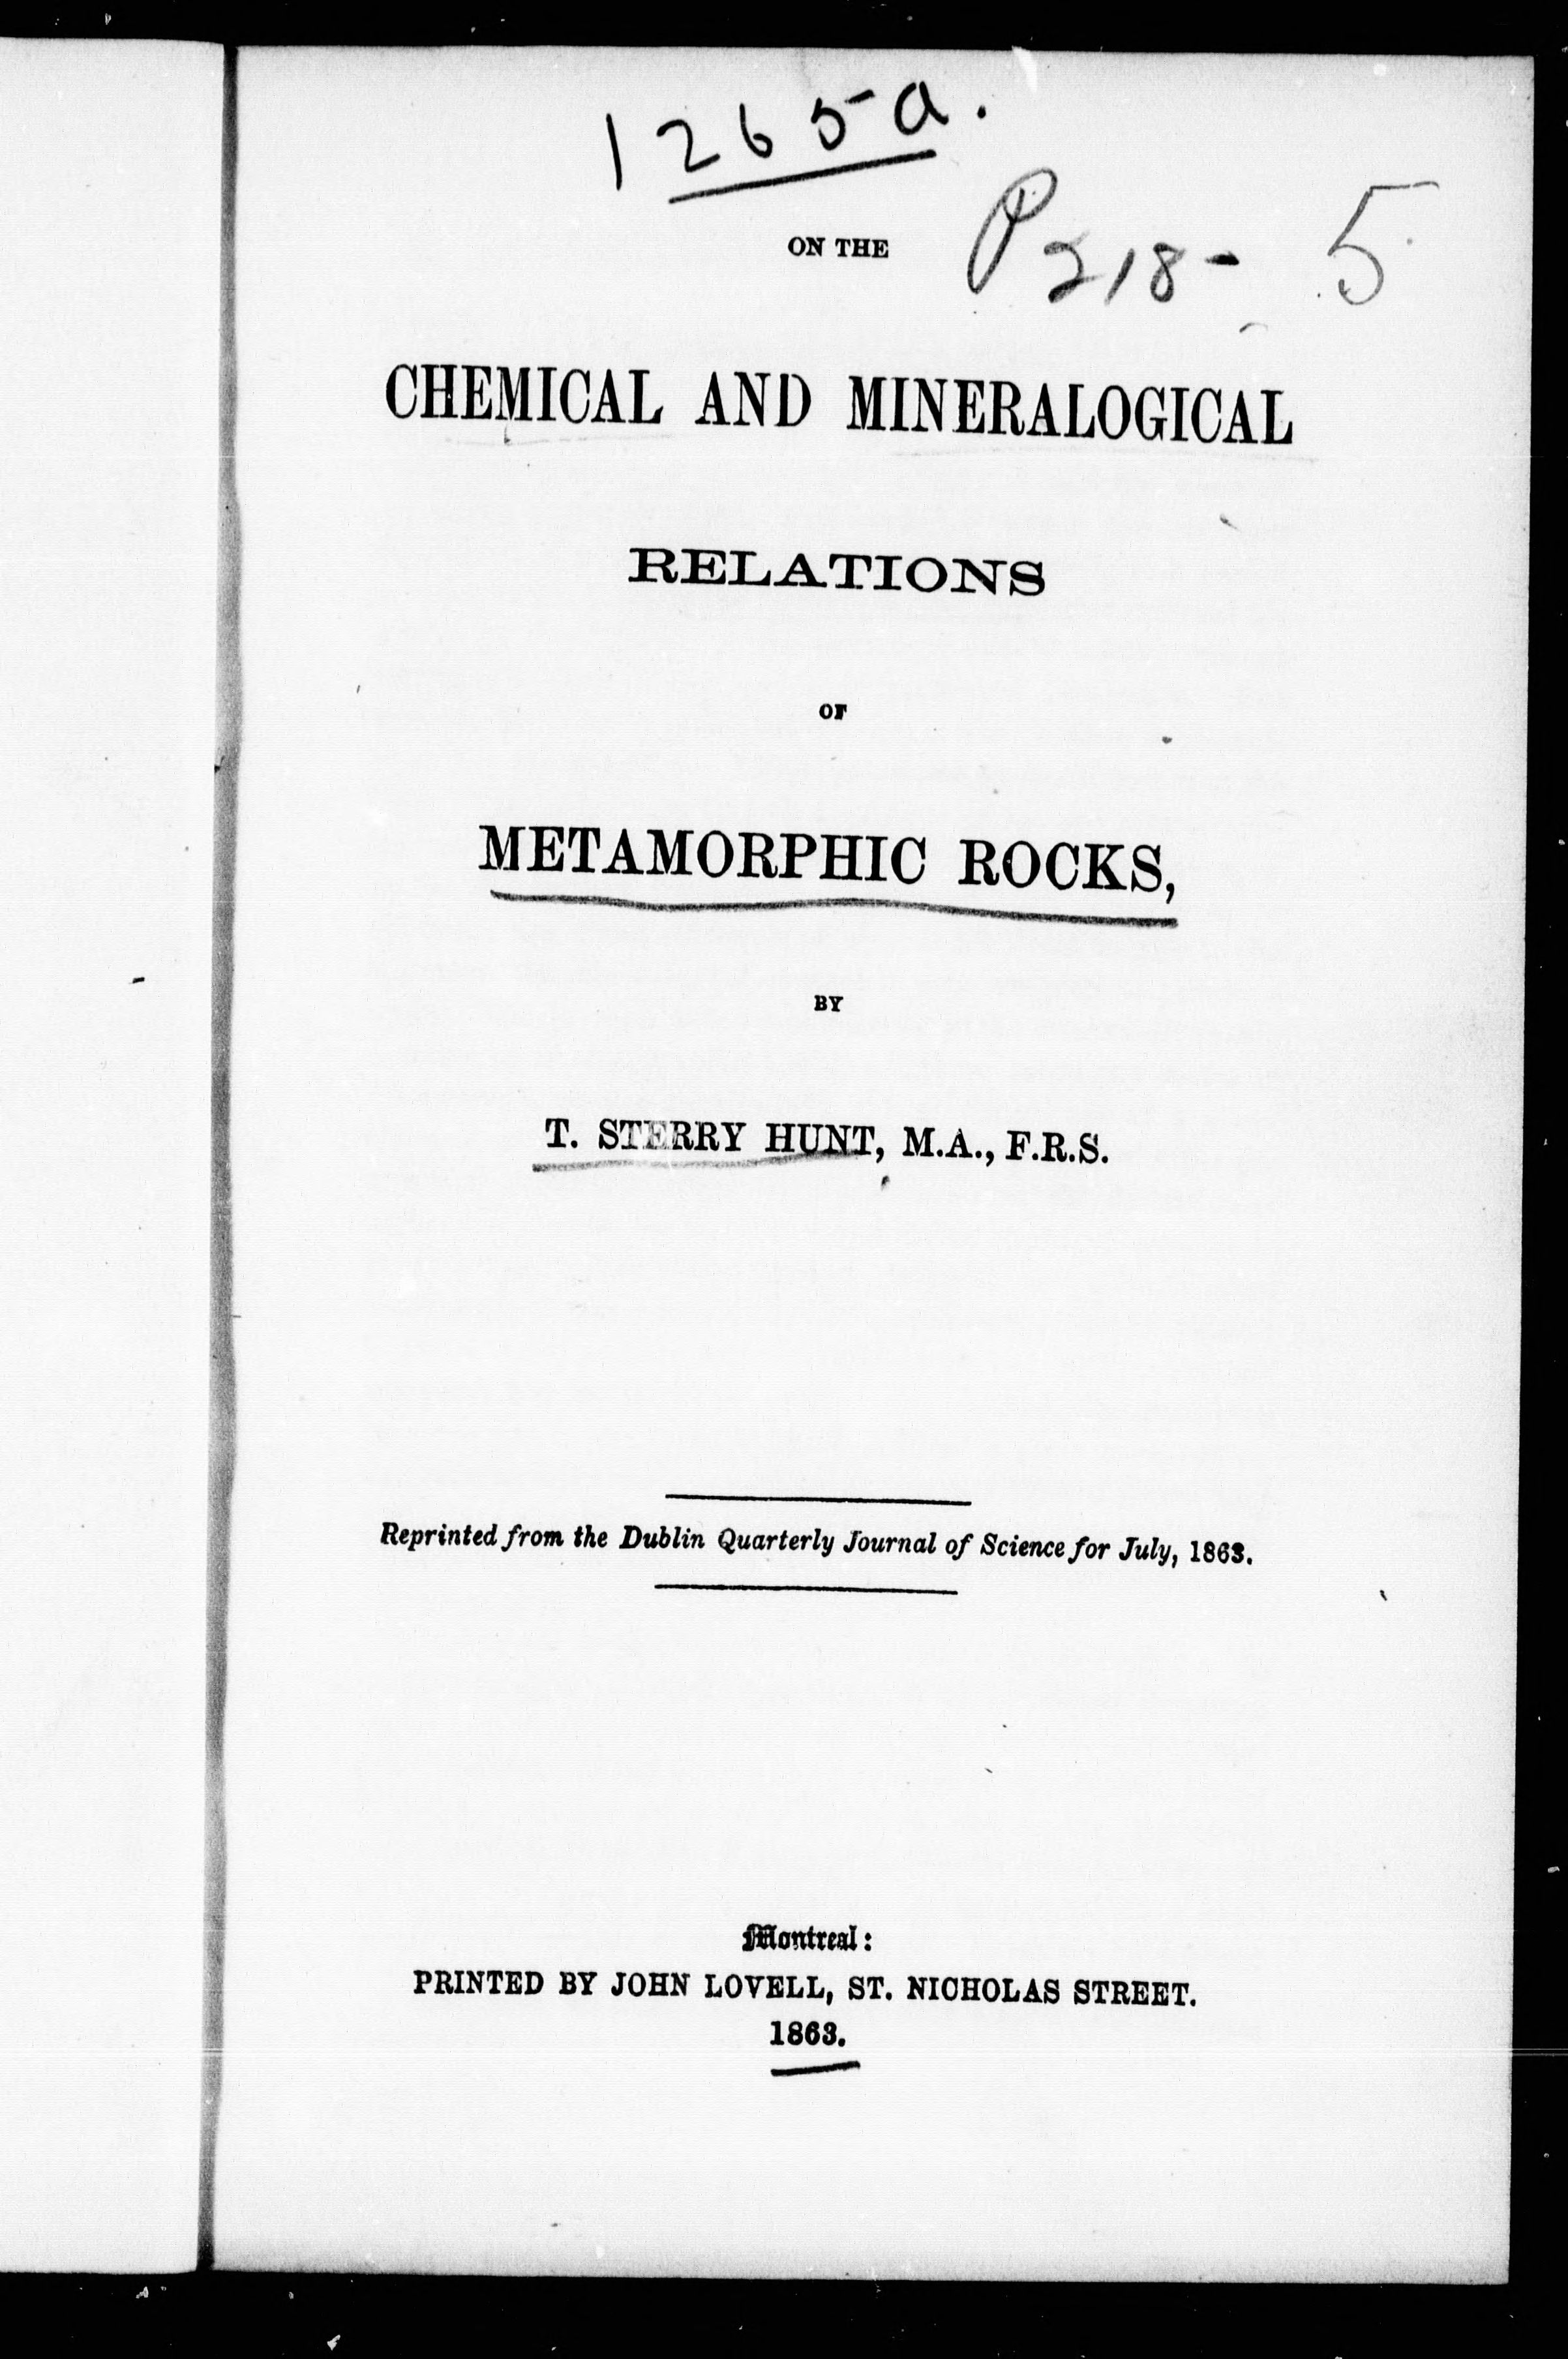 1265a.
ON THE
P218- 5
CHEMICAL AND MINERALOGICAL
RELATIONS
OF
METAMORPHIC ROCKS,
BY
T. STERRY HUNT, M.A., F.R.S.
Reprinted from the Dublin Quarterly Journal of Science for July, 1863.
Montreal:
PRINTED BY JOHN LOVELL, ST. NICHOLAS STREET.
1863.